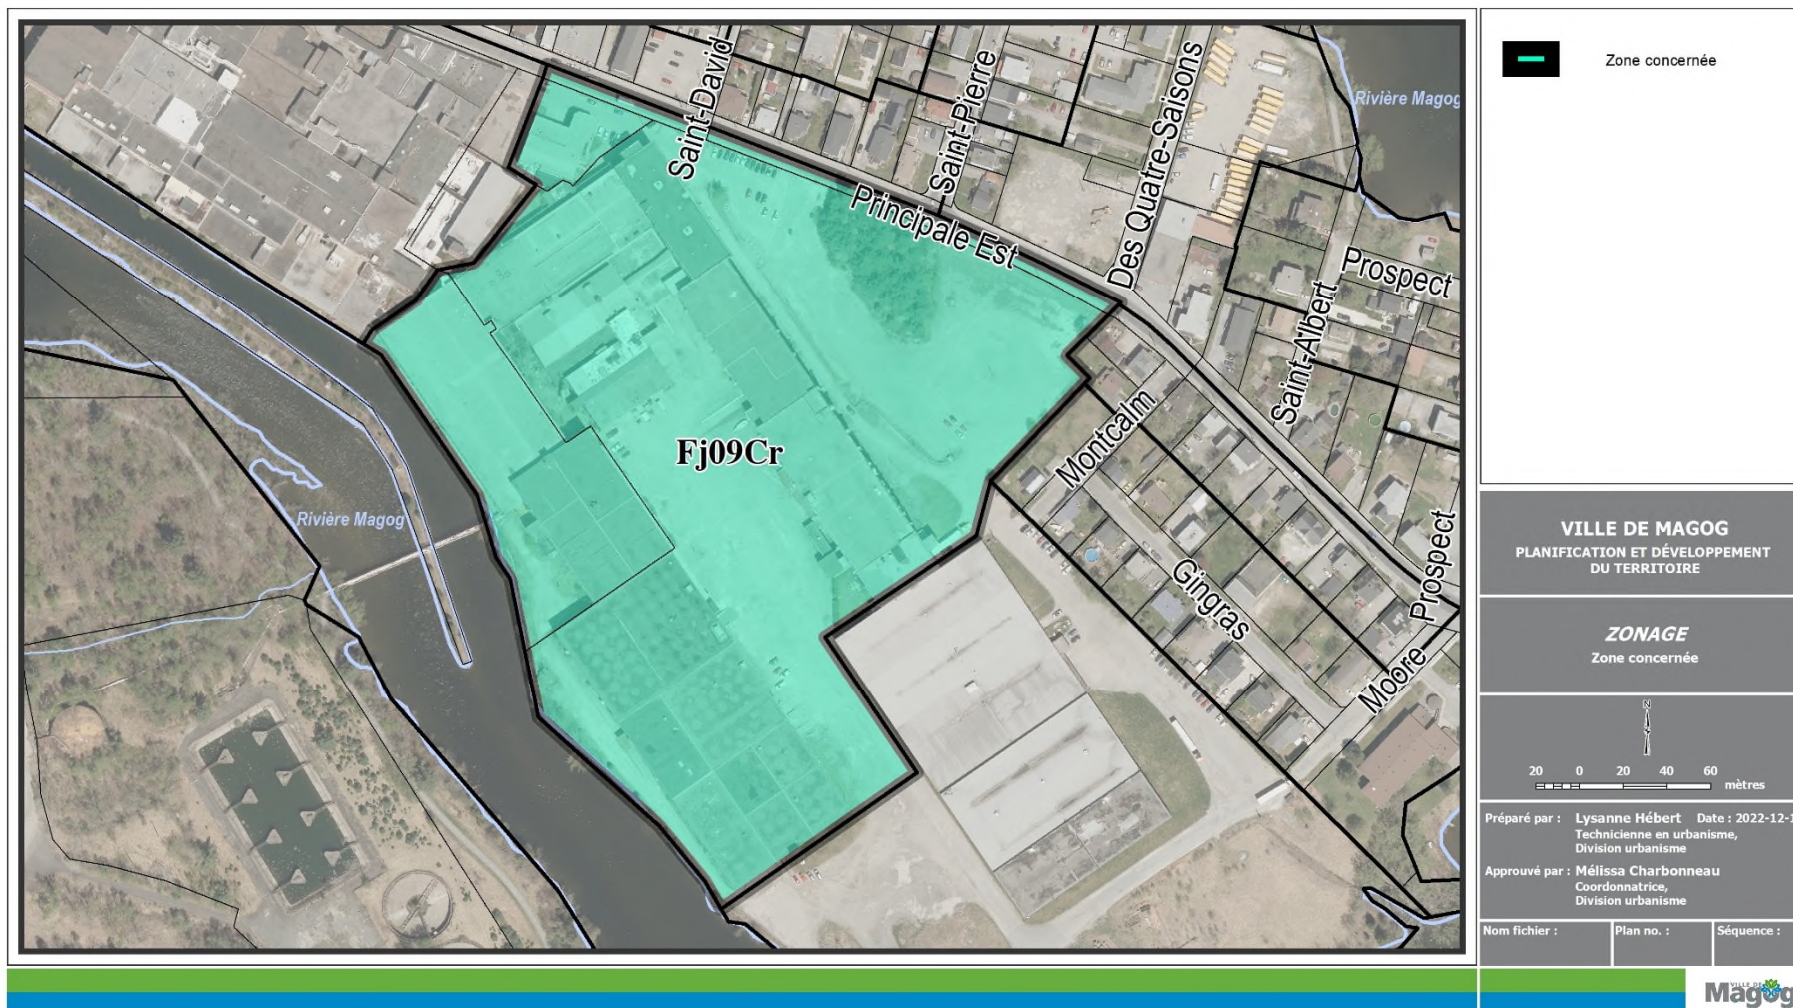 Saint-David
Saint-Pierre
Des Quatre-Saisons
Rivière Magog
Principale Est
Prospect
Saint-Albert
Montcalm
Fj09Cr
Rivière Magog
Gingras
Prospect
Moore
Zone concernée
VILLE DE MAGOG
PLANIFICATION ET DÉVELOPPEMENT
DU TERRITOIRE
ZONAGE
Zone concernée
N
20 0 20 40 60
mètres
Préparé par : Lysanne Hébert Date : 2022-12-1
Technicienne en urbanisme,
Division urbanisme
Approuvé par : Mélissa Charbonneau
Coordonnatrice,
Division urbanisme
Nom fichier : Plan no. : Séquence :
VILLE DE
Magog